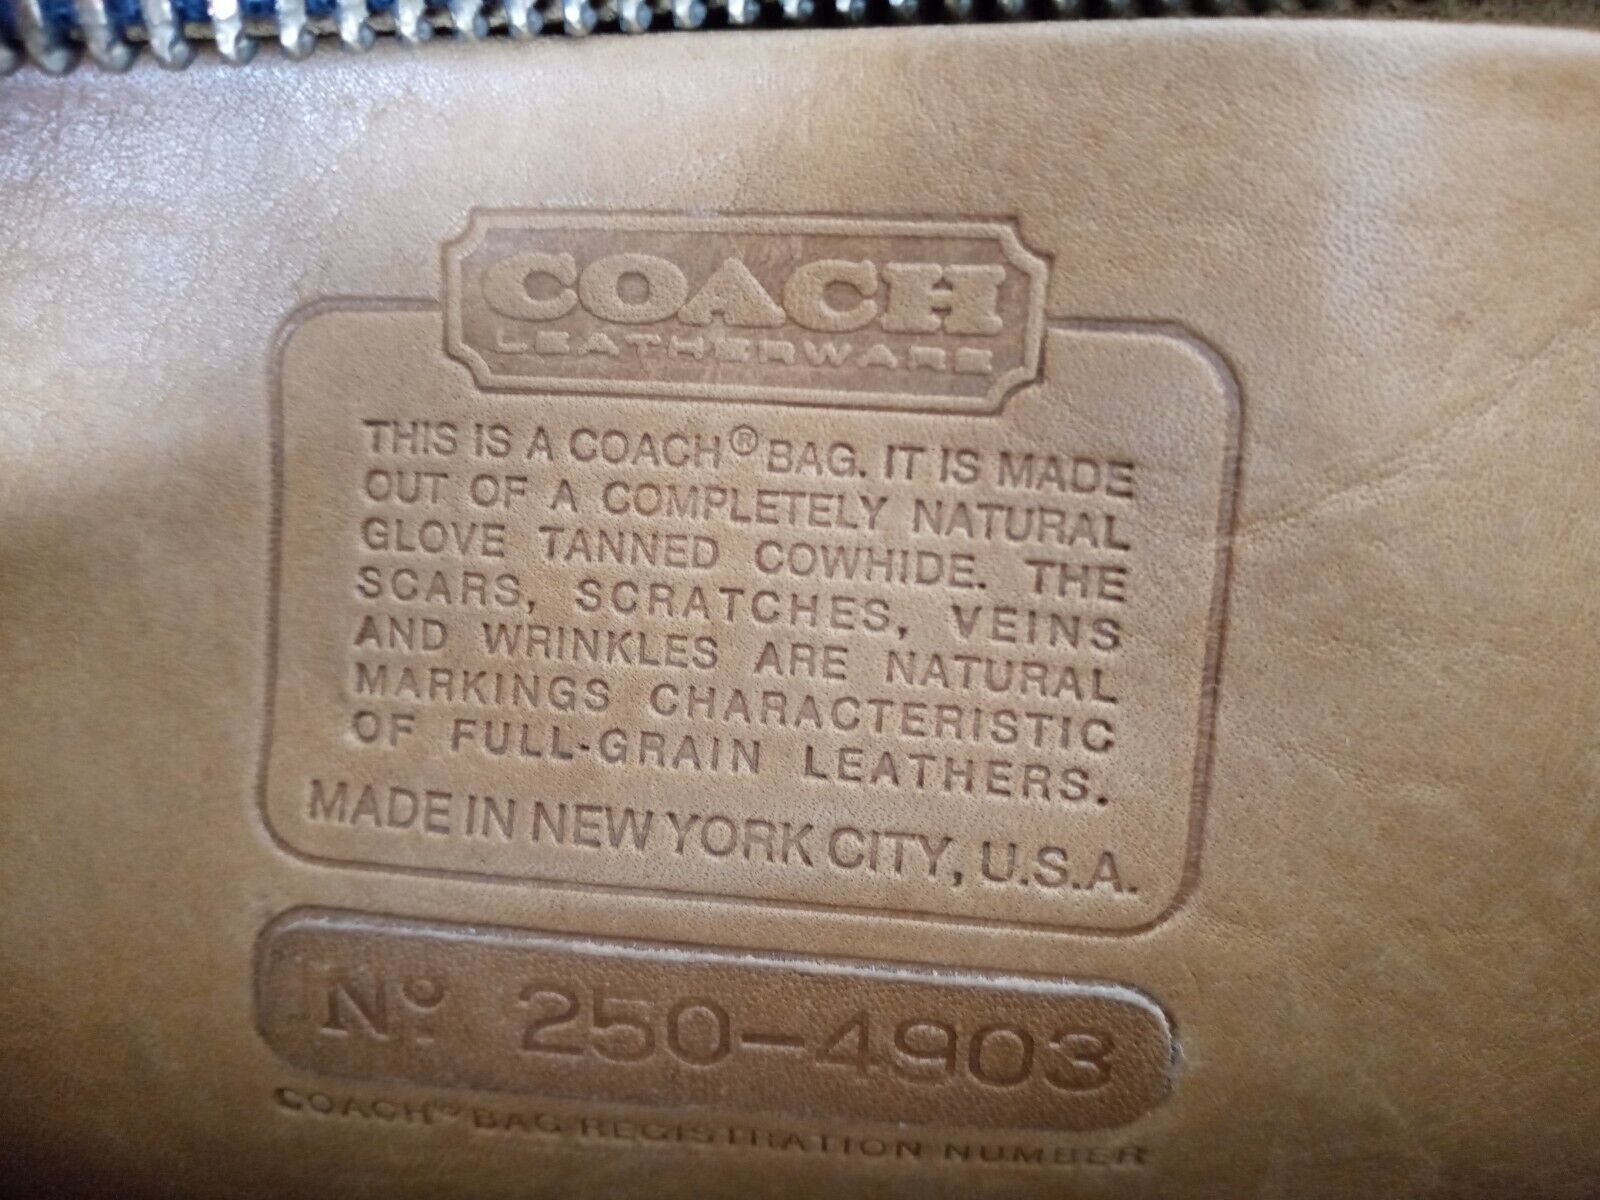 COACH
LEATHERWARE
THIS IS A COACH® BAG. IT IS MADE
OUT OF A COMPLETELY NATURAL
GLOVE TANNED COWHIDE. THE
SCARS, SCRATCHES, VEINS
AND WRINKLES ARE NATURAL
MARKINGS CHARACTERISTIC
OF FULL-GRAIN LEATHERS.
MADE IN NEW YORK CITY, U.S.A.
Nº: 250-4903
COACH® BAG REGISTRATION NUMBER